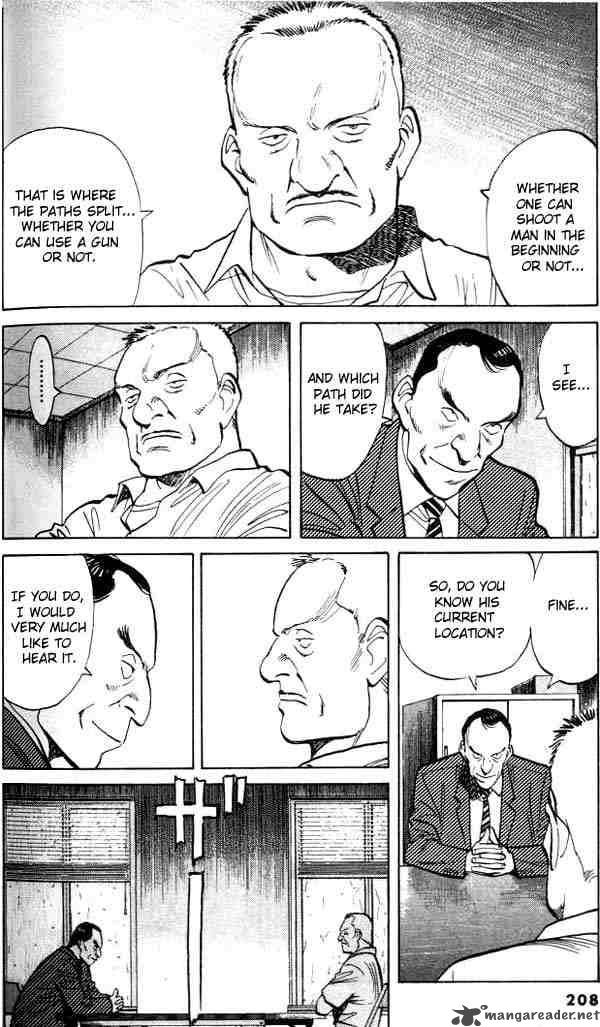 WHETHER
ONE CAN
SHOOT A
MAN IN THE
BEGINNING
OR NOT...
THAT IS WHERE
THE PATHS SPLIT...
WHETHER YOU
CAN USE A GUN
OR NOT.
I
SEE...
AND WHICH
PATH DID
HE TAKE?
........
FINE...
SO, DO YOU
KNOW HIS
CURRENT
LOCATION?
IF YOU DO,
I WOULD
VERY MUCH
LIKE TO
HEAR IT.
208
mangareader.net